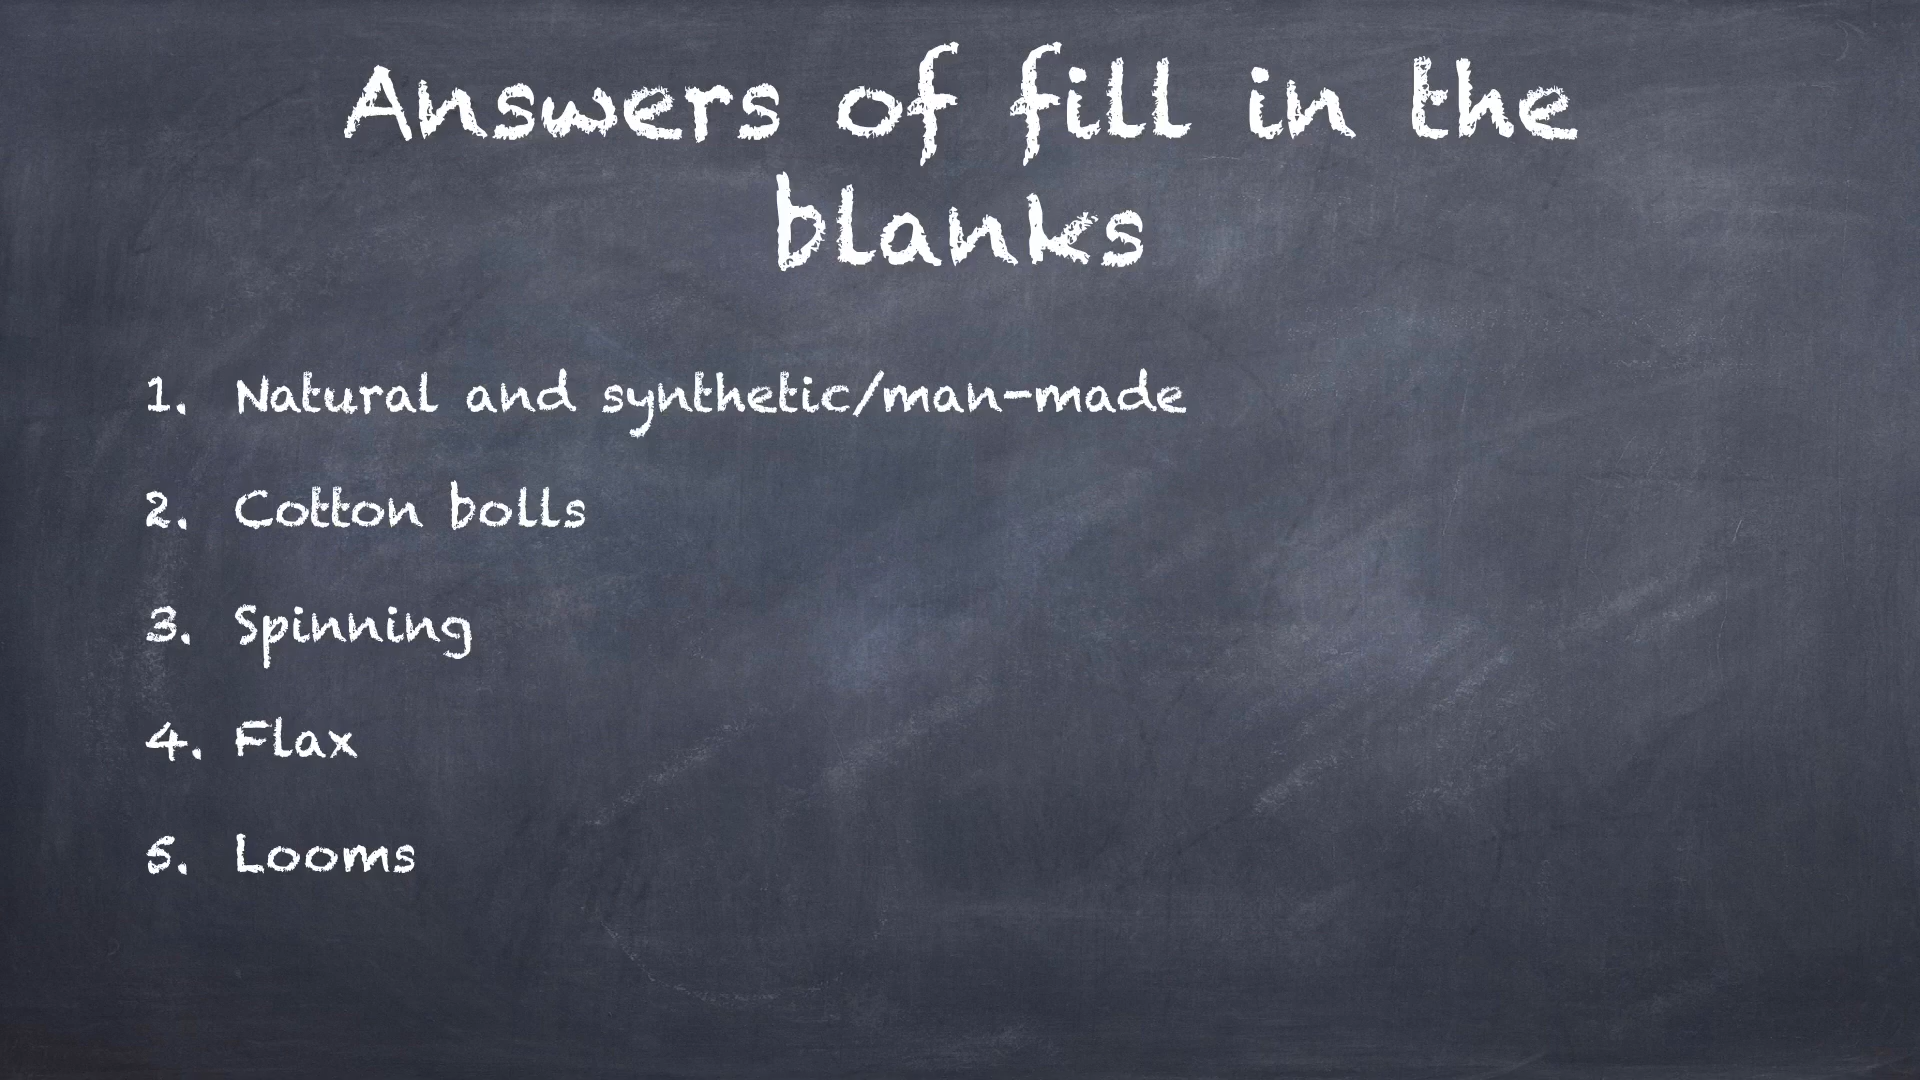 Answers of fill in the
blanks
1. Natural and synthetic/man-made
2. Cotton bolls
3. Spinning
4. Flax
5. Looms